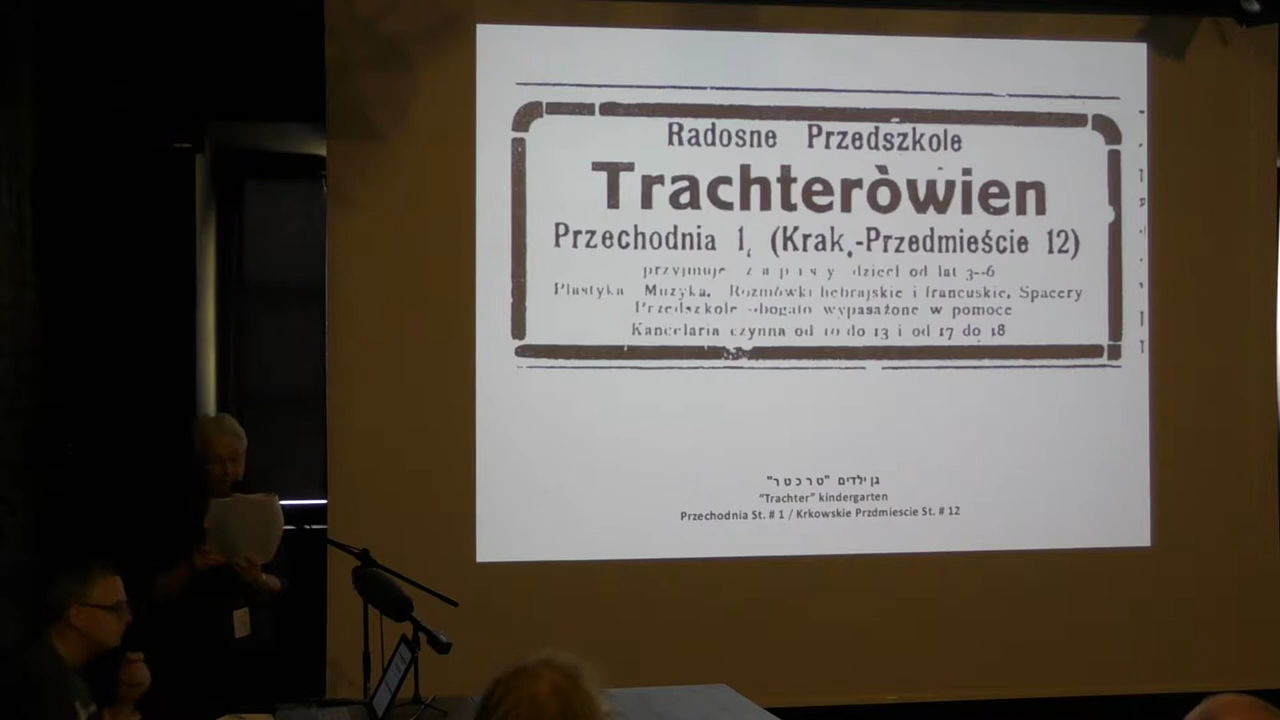 Radosne Przedszkole
Trachteròwien
Przechodnia 1, (Krak.-Przedmieście 12)
przyjmuje zapisy dzieci od lat 3--6
Plastyka Muzyka. Rozmówki hebrajskie i francuskie, Spacery
Przedszkole obogato wypasażone w pomoce
Kancelaria czynna od 10 do 13 i od 17 do 18
גן ילדים "טרכטר"
"Trachter" kindergarten
Przechodnia St. # 1 / Krkowskie Przdmiescie St. # 12